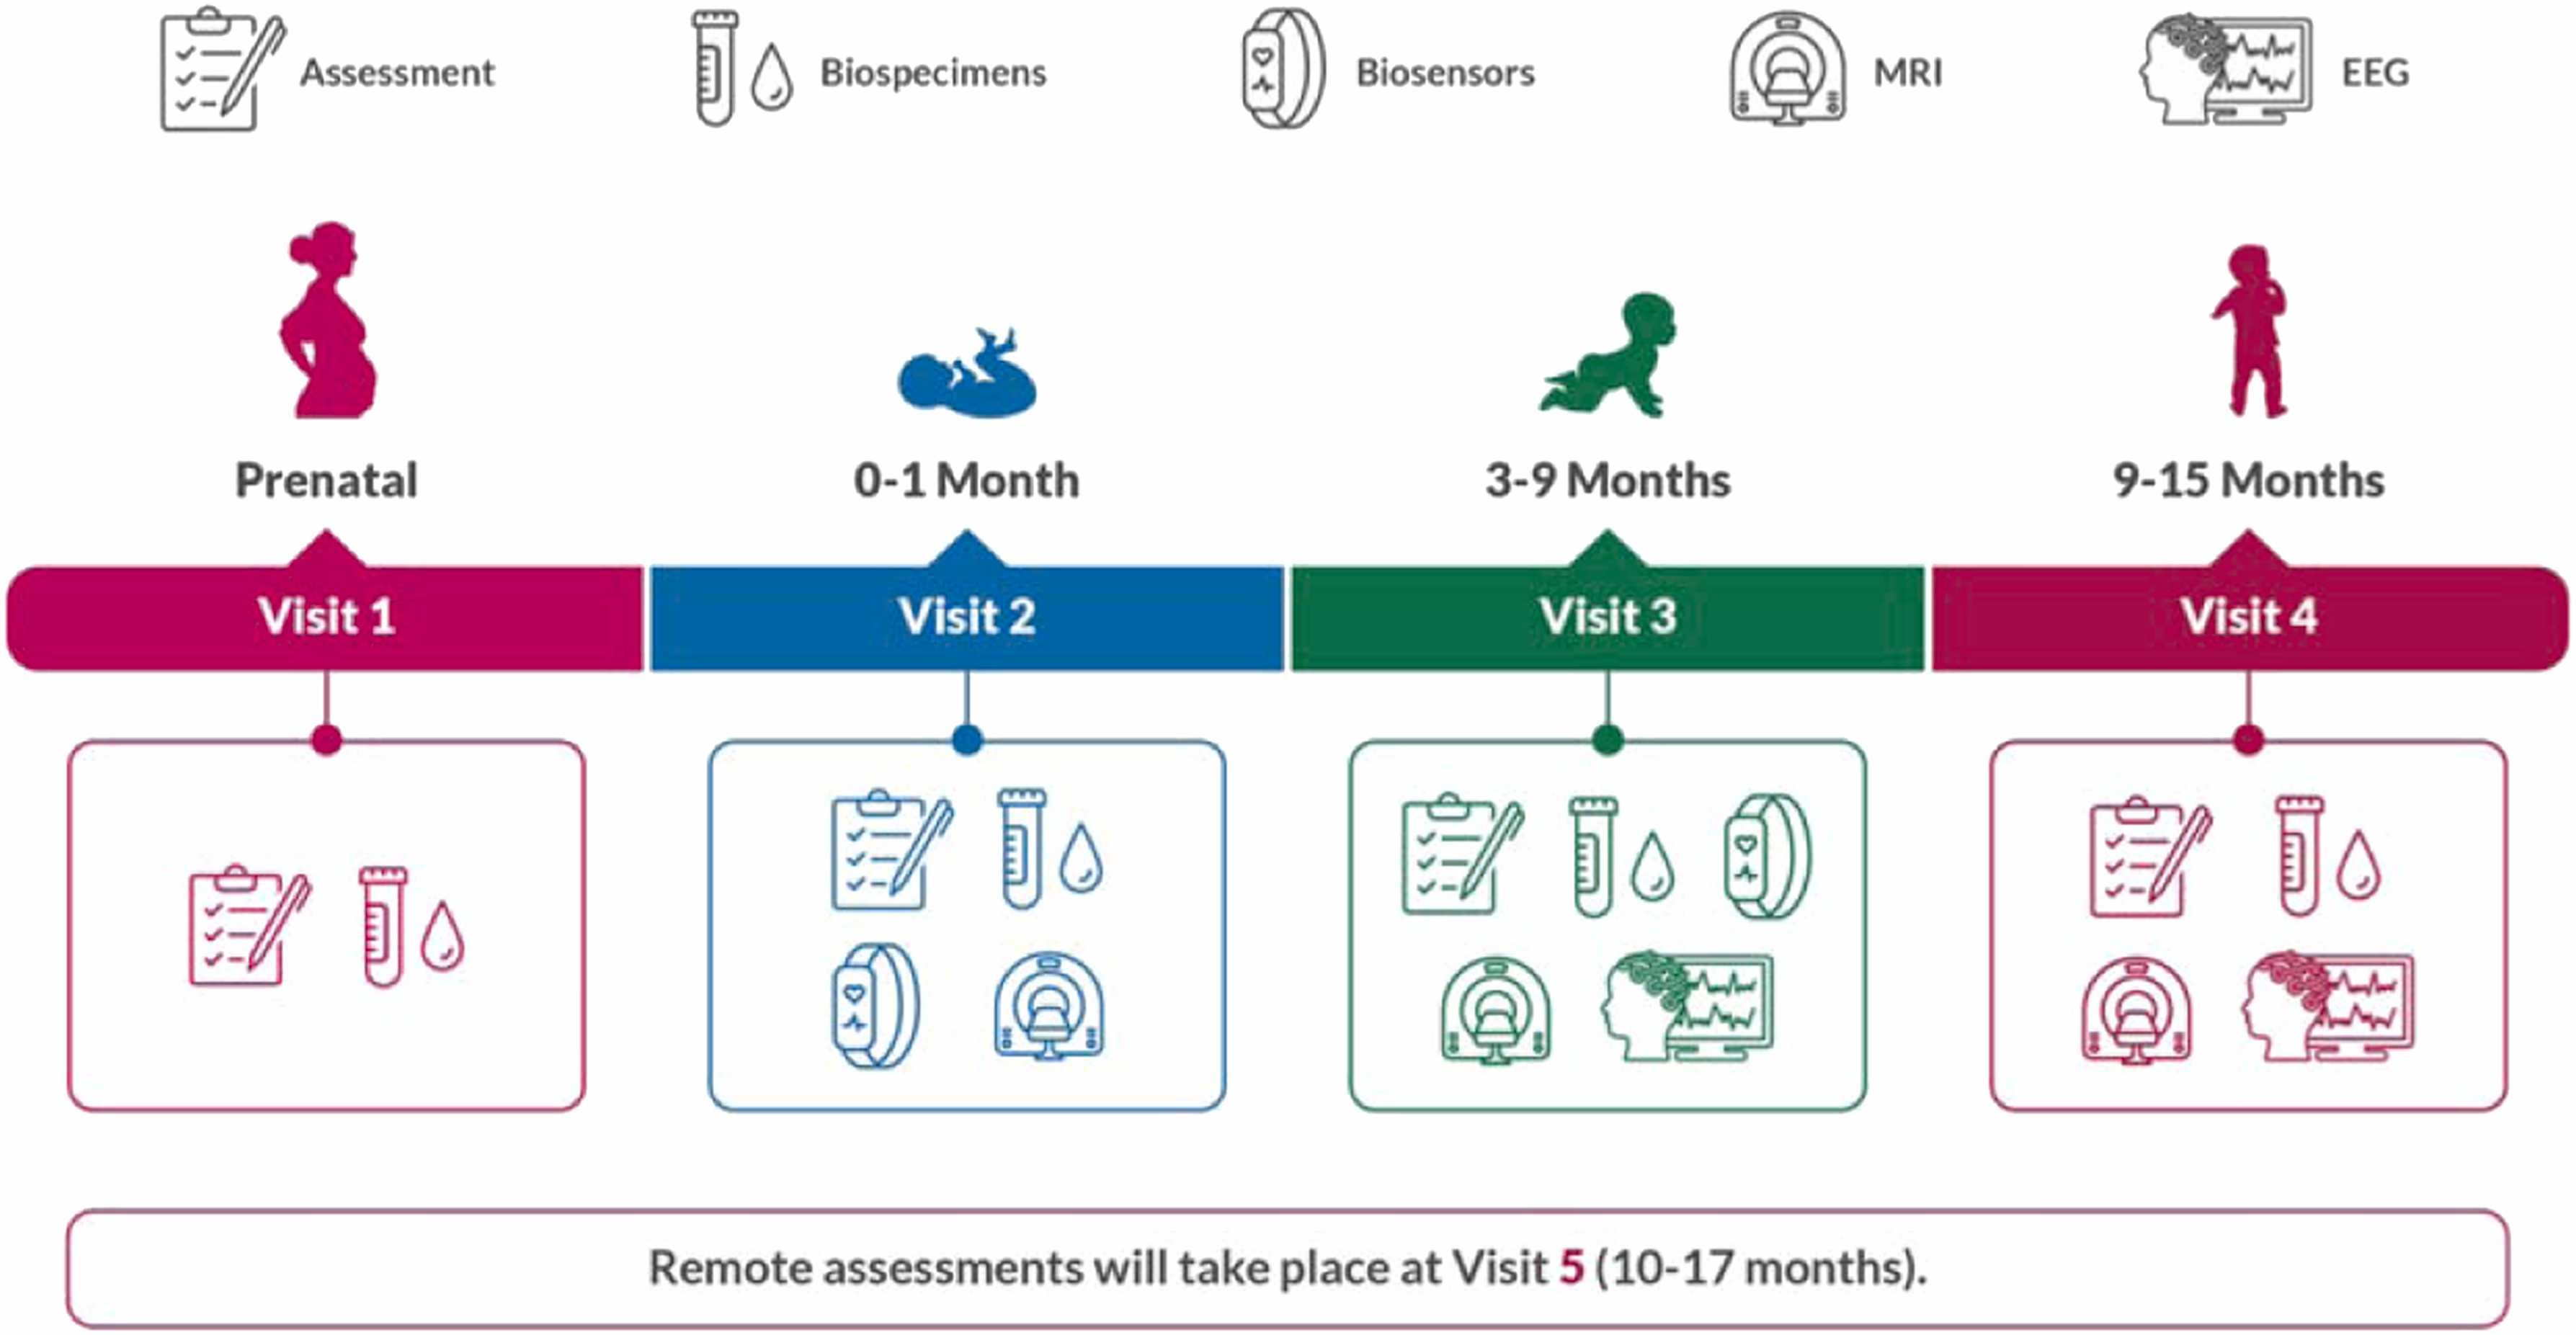 Assessment
Biospecimens
Biosensors
MRI
EEG
Prenatal
0-1 Month
3-9 Months
9-15 Months
Visit 1
Visit 2
Visit 3
Visit 4
Remote assessments will take place at Visit 5 (10-17 months).